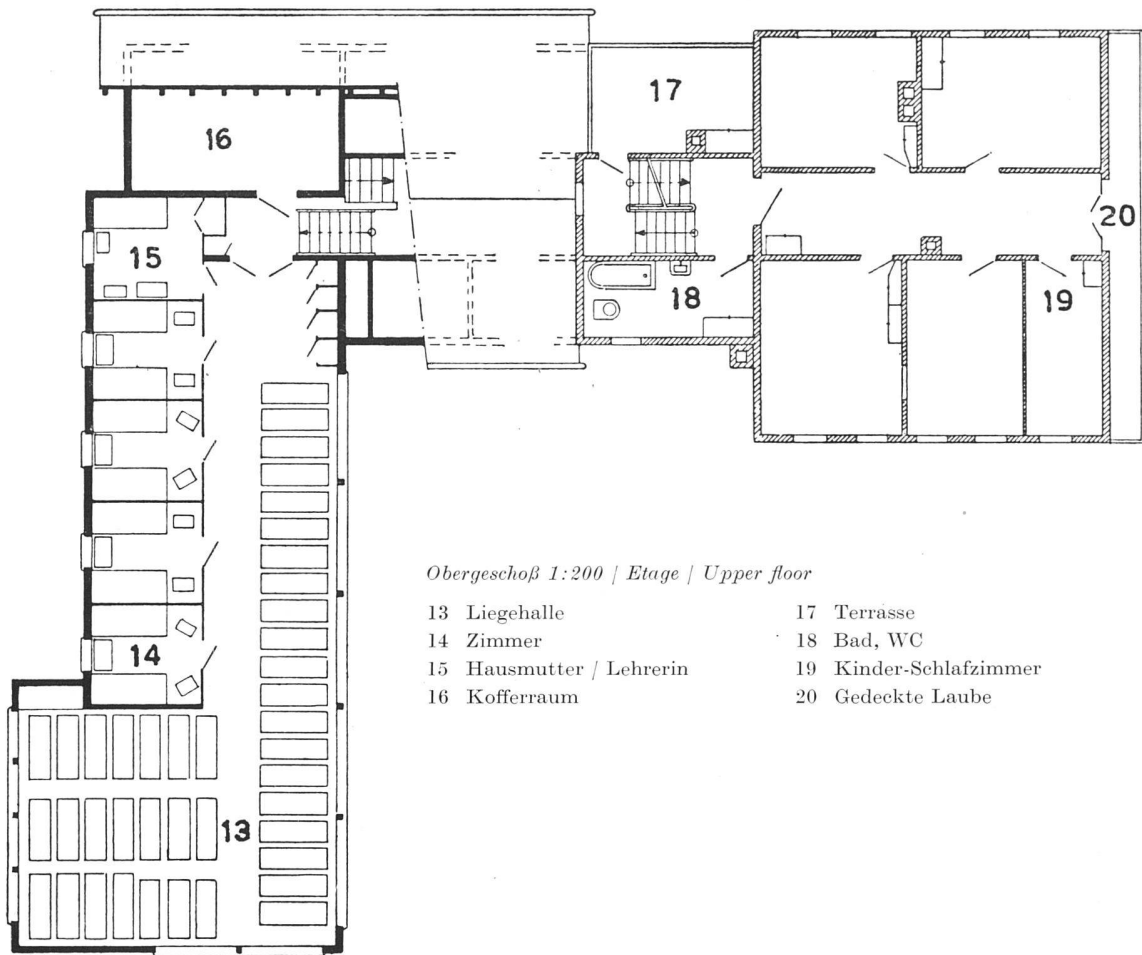 17
16
20
15
18
19
14
13
Obergeschoß 1:200 / Etage / Upper floor
13 Liegehalle
14 Zimmer
15 Hausmutter / Lehrerin
16 Kofferraum
17 Terrasse
18 Bad, WC
19 Kinder-Schlafzimmer
20 Gedeckte Laube